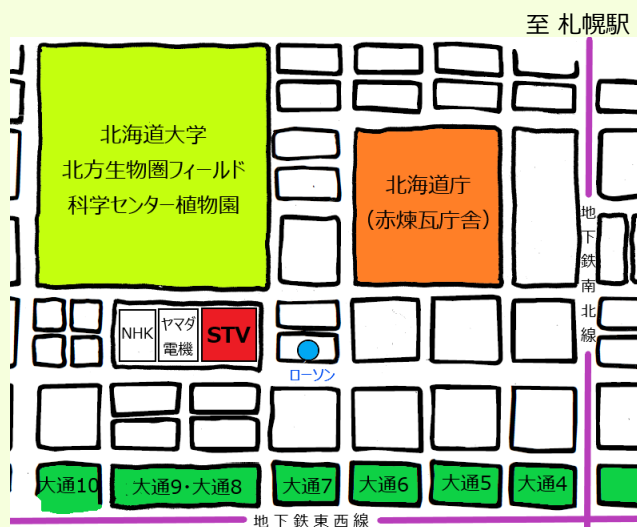 至 札幌駅
北海道大学
北方生物圏フィールド
科学センター植物園
北海道庁
(赤煉瓦庁舎)
地下鉄南北線
NHK
ヤマダ
電機
STV
ローソン
大通10
大通9・大通8
大通7
大通6
大通5
大通4
地下鉄東西線